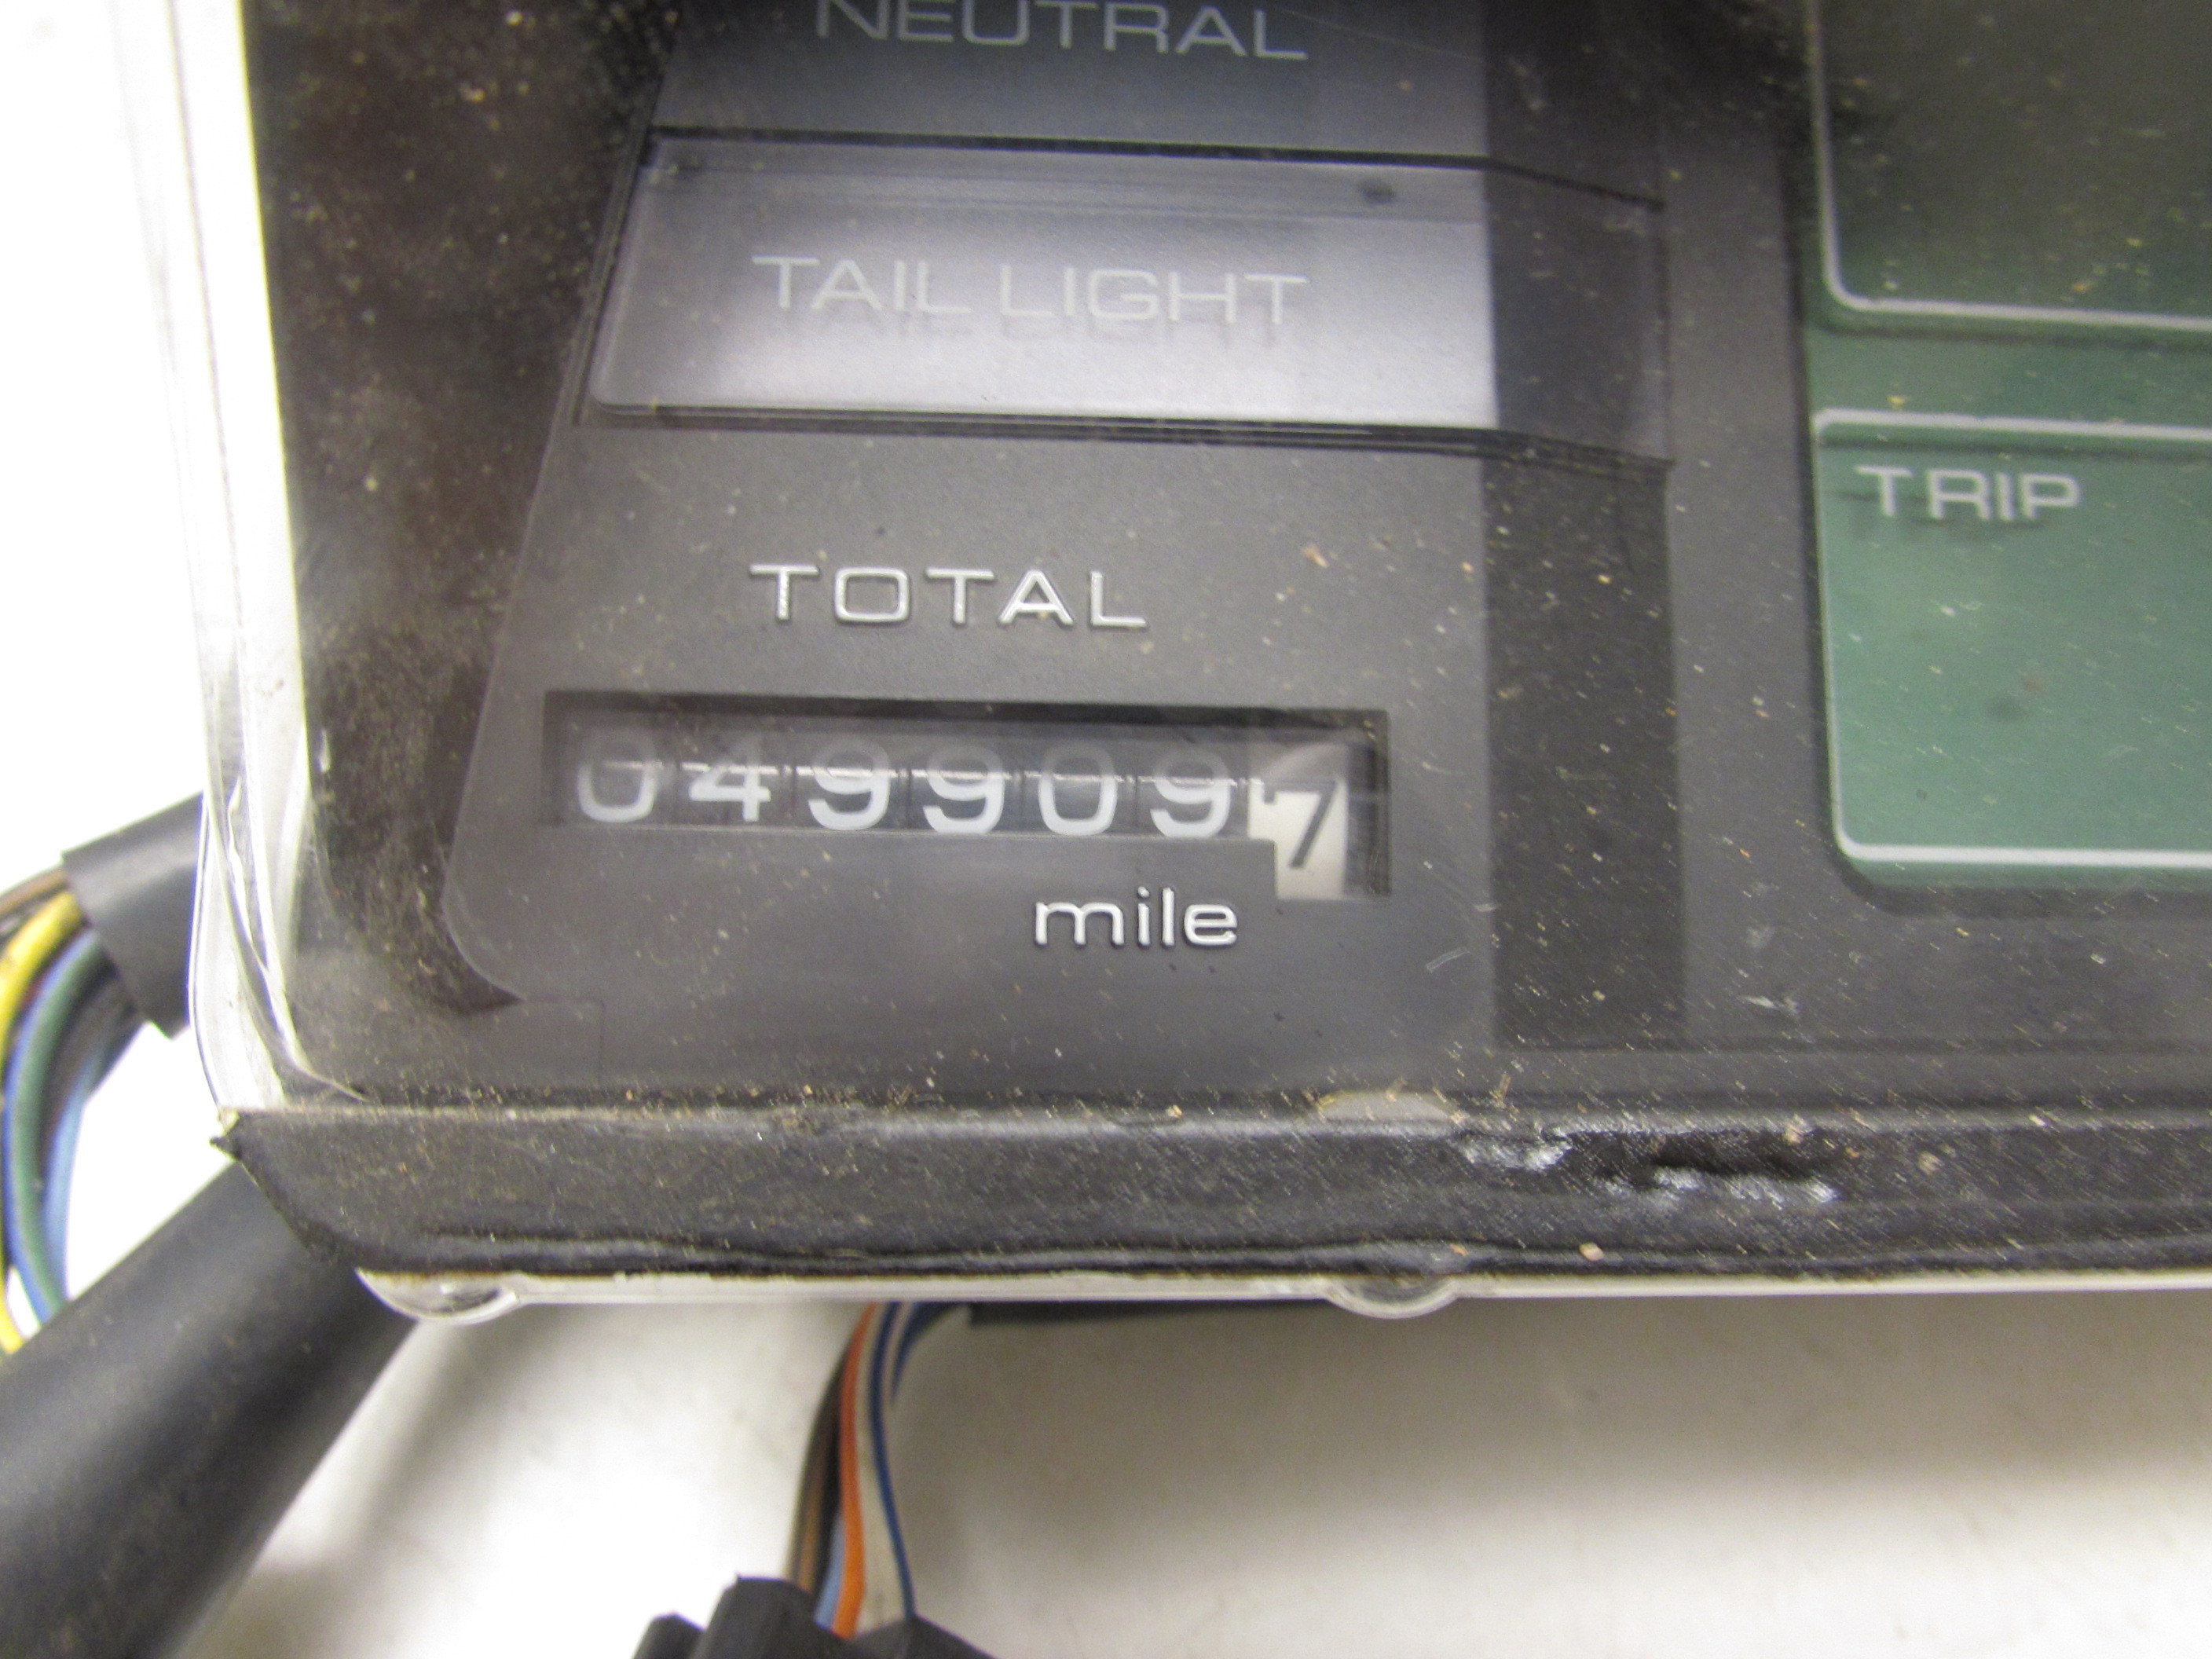 NEUTRAL
TAIL LIGHT
TRIP
TOTAL
0499097
mile